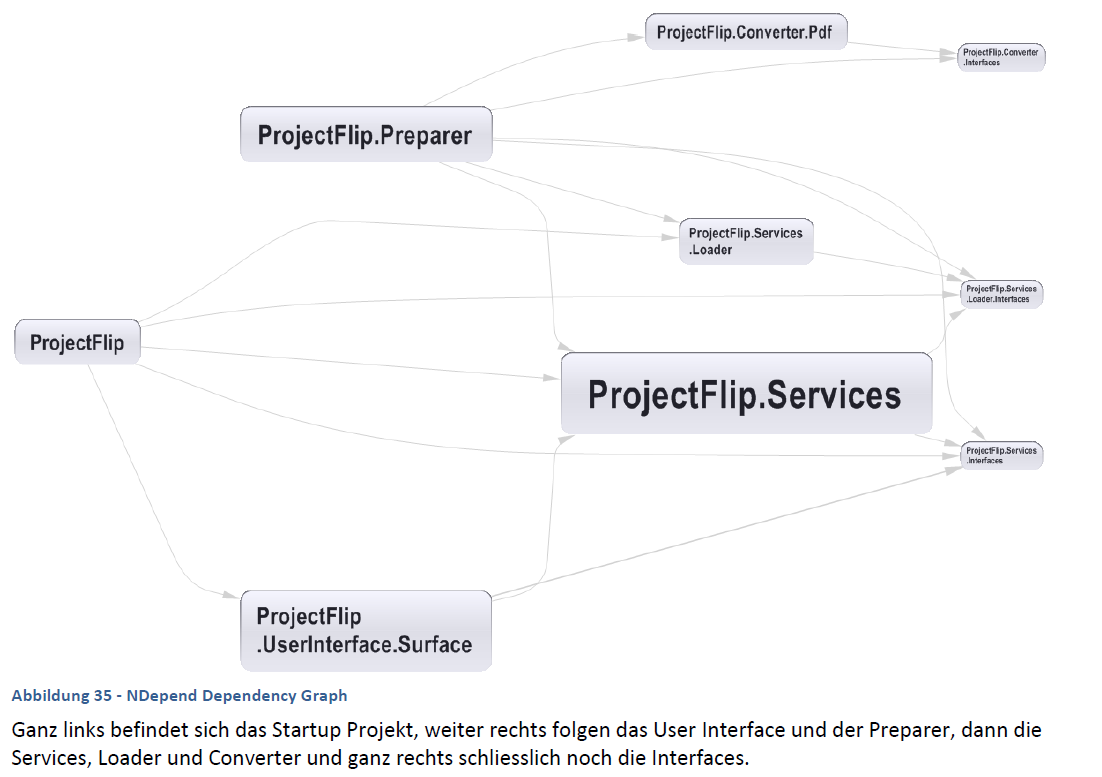 ProjectFlip.Converter.Pdf
ProjectFlip.Converter
.Interfaces
ProjectFlip.Preparer
ProjectFlip.Services
.Loader
ProjectFlip.Services
.Loader.Interfaces
ProjectFlip
ProjectFlip.Services
ProjectFlip.Services
.Interfaces
ProjectFlip
.UserInterface.Surface
Abbildung 35 - NDepend Dependency Graph
Ganz links befindet sich das Startup Projekt, weiter rechts folgen das User Interface und der Preparer, dann die
Services, Loader und Converter und ganz rechts schliesslich noch die Interfaces.